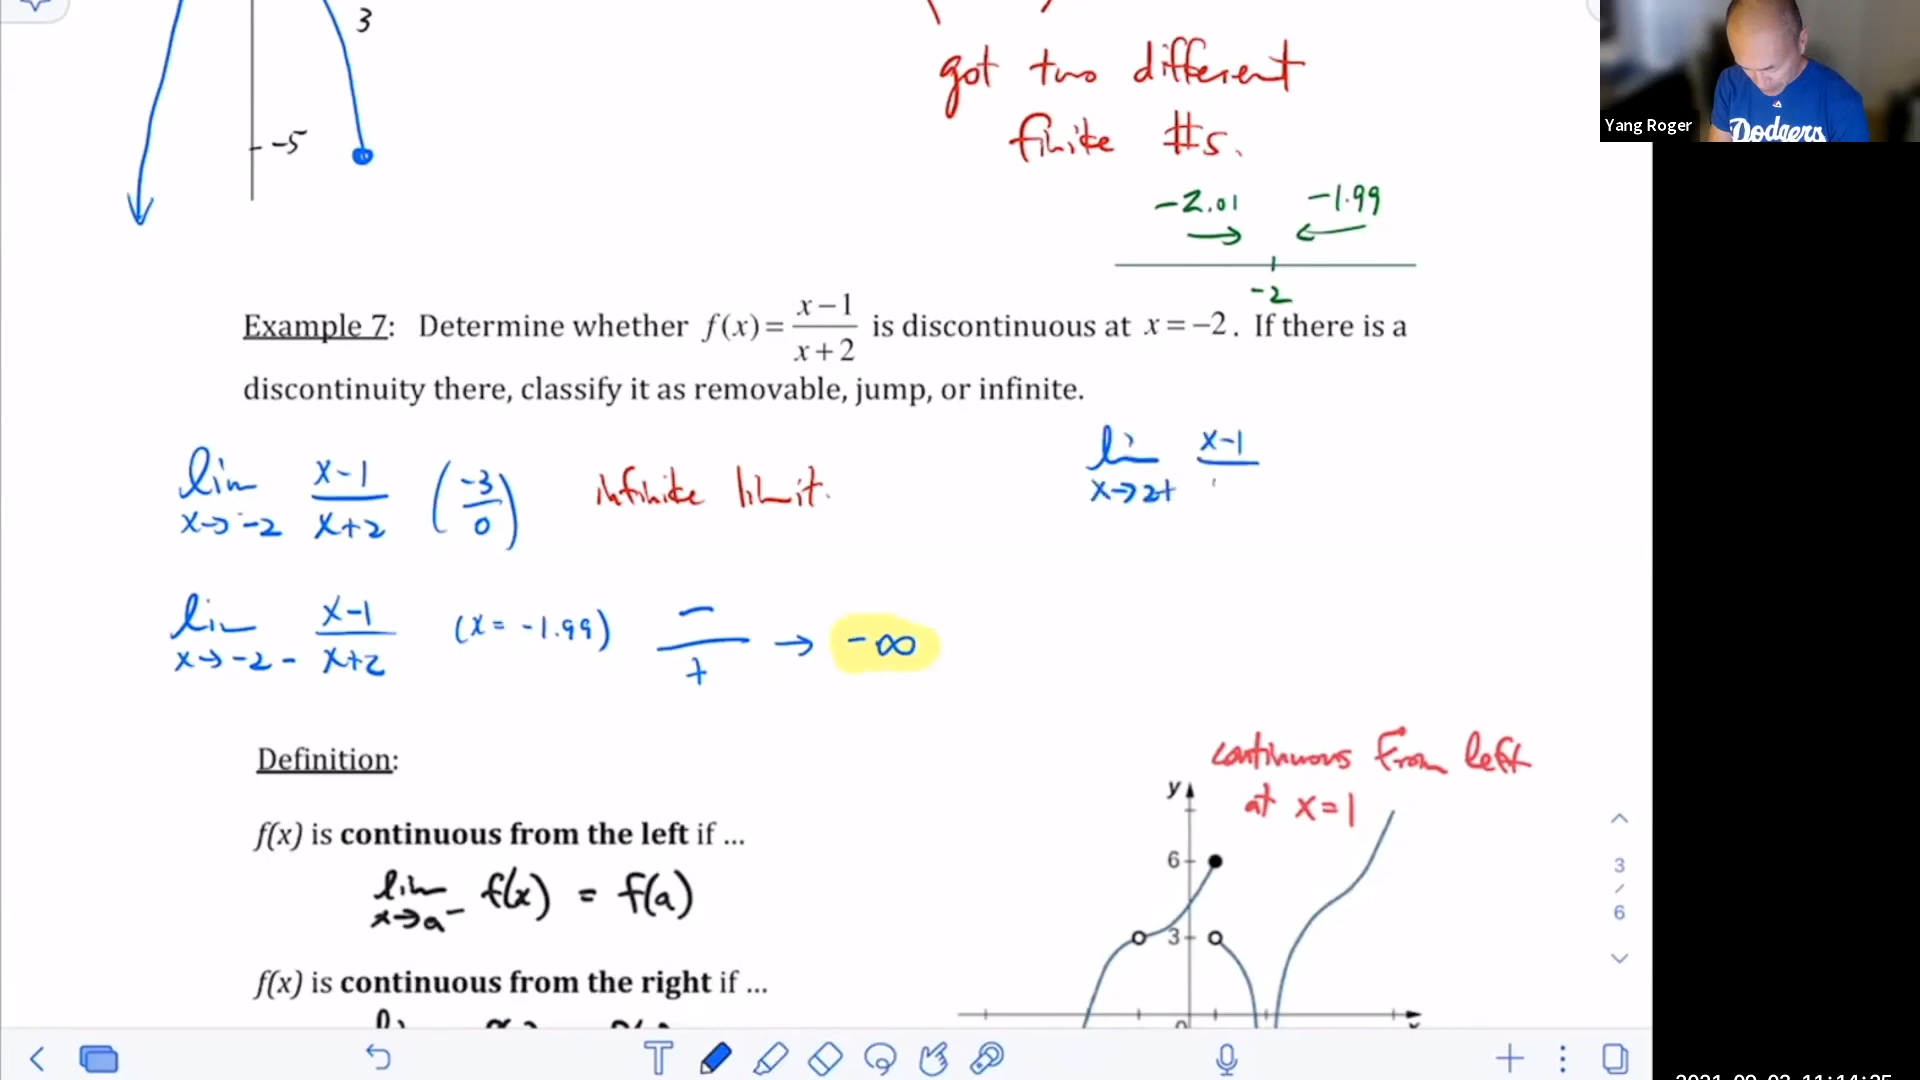 3
-5
got two different
finite #s.
Yang Roger
Dodgers
-2.01 -1.99
-2
Example 7: Determine whether f(x)= x−1 / x+2 is discontinuous at x=−2. If there is a
discontinuity there, classify it as removable, jump, or infinite.
lim x→-2 x-1 / x+2 (-3/0) infinite limit.
lim x→2+ x-1
lim x→-2- x-1 / x+2 (x= -1.99) - / + → -∞
Definition:
continuous from left
at x=1
y
f(x) is continuous from the left if ...
6
lim x→a- f(x) = f(a)
3
f(x) is continuous from the right if ...
3
6
T